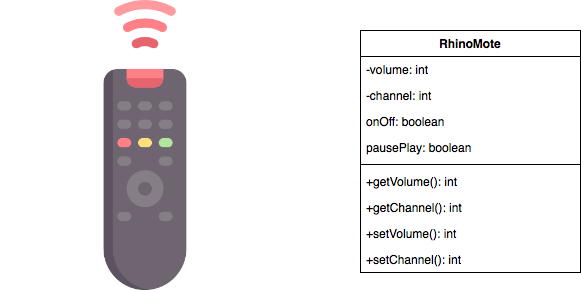 RhinoMote
-volume: int
-channel: int
onOff: boolean
pausePlay: boolean
+getVolume(): int
+getChannel(): int
+setVolume(): int
+setChannel(): int